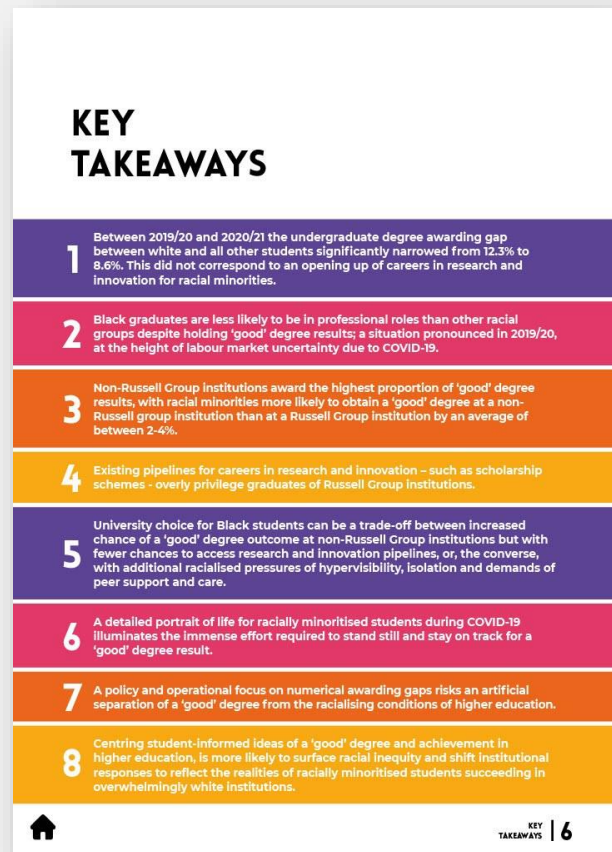 KEY
TAKEAWAYS
1
Between 2019/20 and 2020/21 the undergraduate degree awarding gap
between white and all other students significantly narrowed from 12.3% to
8.6%. This did not correspond to an opening up of careers in research and
innovation for racial minorities.
2
Black graduates are less likely to be in professional roles than other racial
groups despite holding ‘good’ degree results; a situation pronounced in 2019/20,
at the height of labour market uncertainty due to COVID-19.
3
Non-Russell Group institutions award the highest proportion of ‘good’ degree
results, with racial minorities more likely to obtain a ‘good’ degree at a non-
Russell group institution than at a Russell Group institution by an average of
between 2-4%.
4
Existing pipelines for careers in research and innovation – such as scholarship
schemes - overly privilege graduates of Russell Group institutions.
5
University choice for Black students can be a trade-off between increased
chance of a ‘good’ degree outcome at non-Russell Group institutions but with
fewer chances to access research and innovation pipelines, or, the converse,
with additional racialised pressures of hypervisibility, isolation and demands of
peer support and care.
6
A detailed portrait of life for racially minoritised students during COVID-19
illuminates the immense effort required to stand still and stay on track for a
‘good’ degree result.
7
A policy and operational focus on numerical awarding gaps risks an artificial
separation of a ‘good’ degree from the racialising conditions of higher education.
8
Centring student-informed ideas of a ‘good’ degree and achievement in
higher education, is more likely to surface racial inequity and shift institutional
responses to reflect the realities of racially minoritised students succeeding in
overwhelmingly white institutions.
KEY
TAKEAWAYS
6